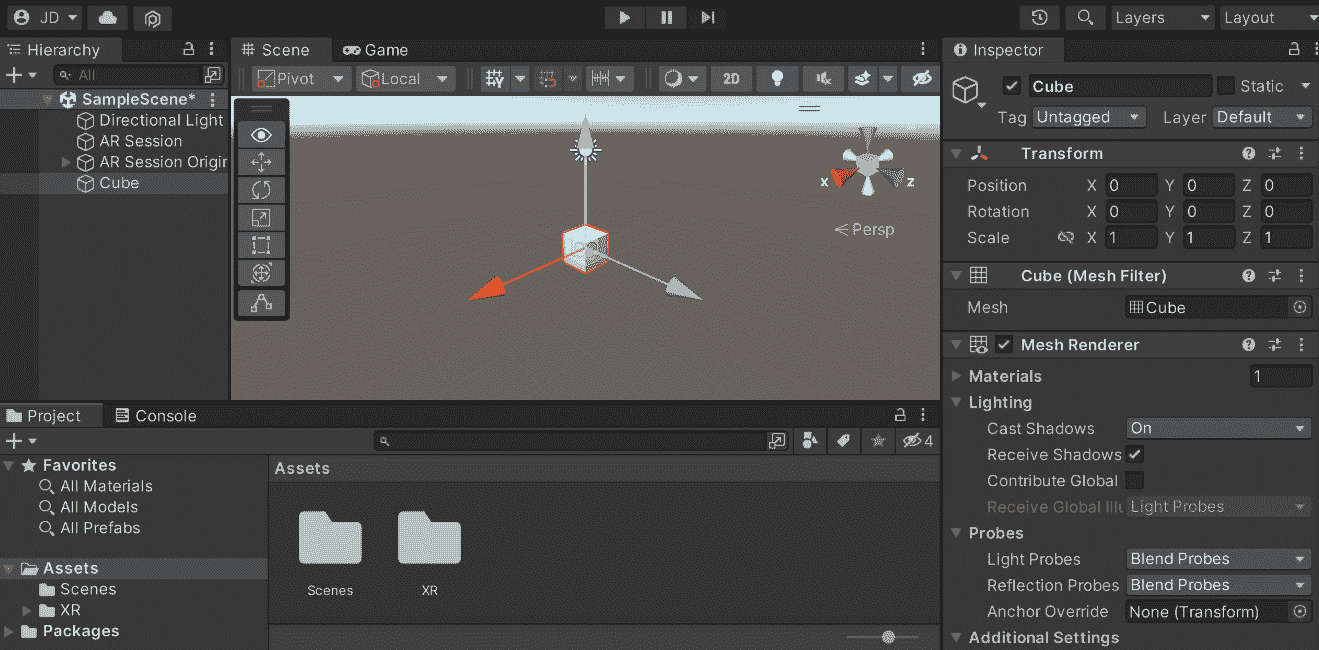 JD
Layers
Layout
Hierarchy
Scene
Game
Inspector
All
Pivot
Local
2D
Cube
Static
SampleScene*
Directional Light
AR Session
AR Session Origin
Cube
Tag Untagged
Layer Default
Transform
Position X 0 Y 0 Z 0
Rotation X 0 Y 0 Z 0
Scale X 1 Y 1 Z 1
x
z
Persp
Cube (Mesh Filter)
Mesh
Cube
Mesh Renderer
Materials
1
Lighting
Cast Shadows On
Receive Shadows
Contribute Global
Receive Global Illu Light Probes
Probes
Light Probes Blend Probes
Reflection Probes Blend Probes
Anchor Override None (Transform)
Additional Settings
Project
Console
4
Favorites
All Materials
All Models
All Prefabs
Assets
Scenes
XR
Packages
Assets
Scenes
XR